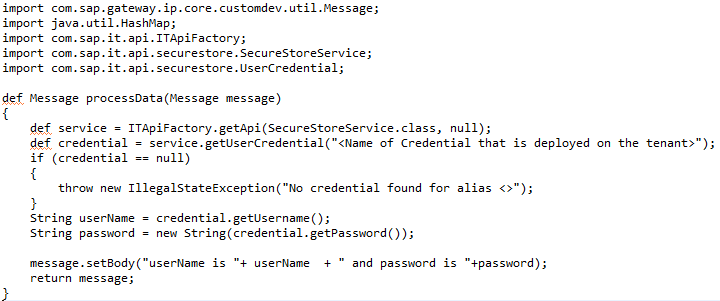 import com.sap.gateway.ip.core.customdev.util.Message;
import java.util.HashMap;
import com.sap.it.api.ITApiFactory;
import com.sap.it.api.securestore.SecureStoreService;
import com.sap.it.api.securestore.UserCredential;

def Message processData(Message message)
{
    def service = ITApiFactory.getApi(SecureStoreService.class, null);
    def credential = service.getUserCredential("<Name of Credential that is deployed on the tenant>");
    if (credential == null)
    {
        throw new IllegalStateException("No credential found for alias <>");
    }
    String userName = credential.getUsername();
    String password = new String(credential.getPassword());

    message.setBody("userName is "+ userName  + " and password is "+password);
    return message;
}